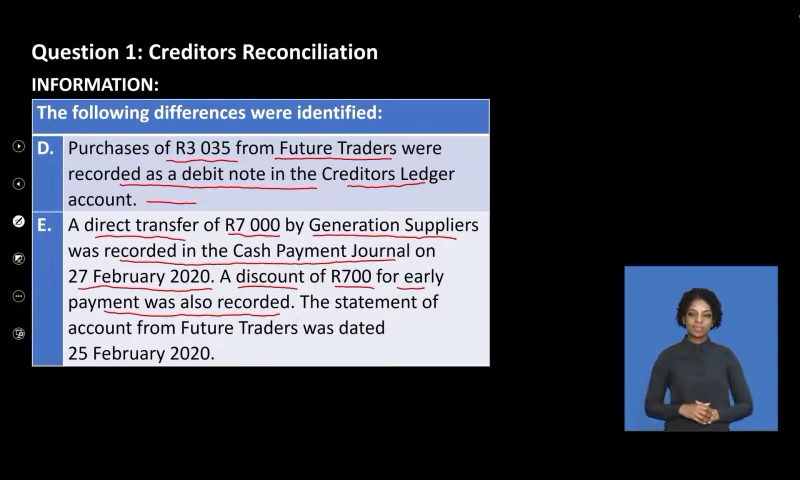 Question 1: Creditors Reconciliation
INFORMATION:
The following differences were identified:
D. Purchases of R3 035 from Future Traders were
recorded as a debit note in the Creditors Ledger
account.
E. A direct transfer of R7 000 by Generation Suppliers
was recorded in the Cash Payment Journal on
27 February 2020. A discount of R700 for early
payment was also recorded. The statement of
account from Future Traders was dated
25 February 2020.